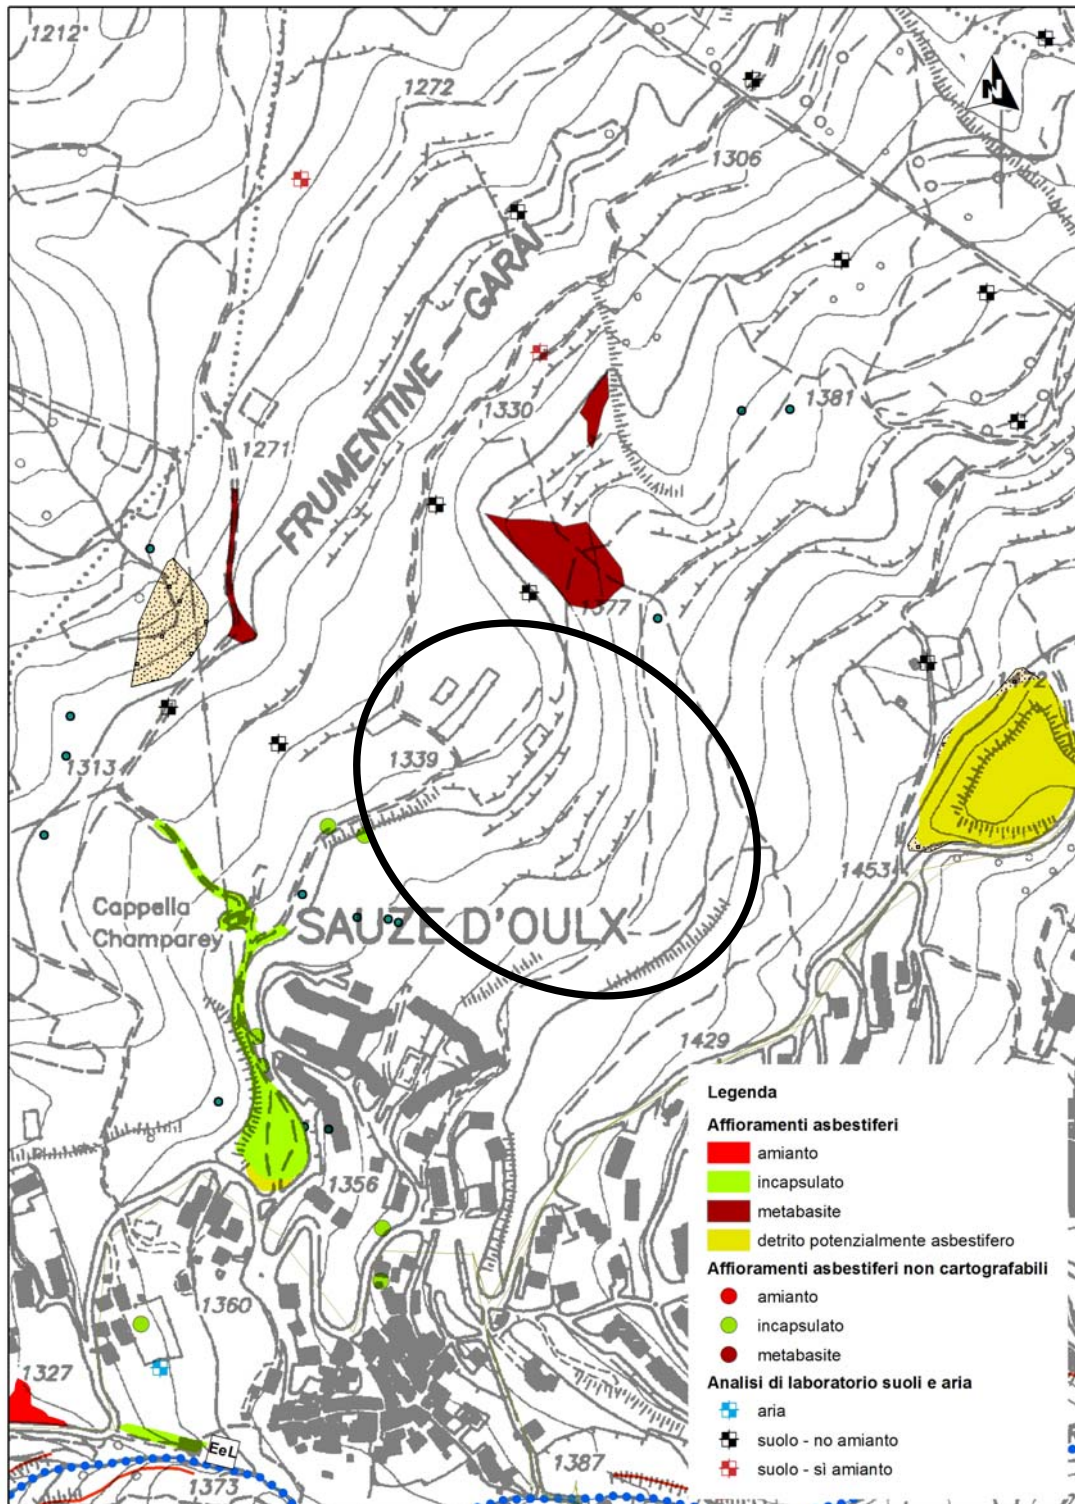 1212
1272
N
1306
FRUMENTINE GARAI
1330
1381
1271
1377
1339
1313
1453
Cappella
Champarey
SAUZE D'OULX
1429
1356
1360
1327
1373
1387
EeL
Legenda
Affioramenti asbestiferi
amianto
incapsulato
metabasite
detrito potenzialmente asbestifero
Affioramenti asbestiferi non cartografabili
amianto
incapsulato
metabasite
Analisi di laboratorio suoli e aria
aria
suolo - no amianto
suolo - sì amianto